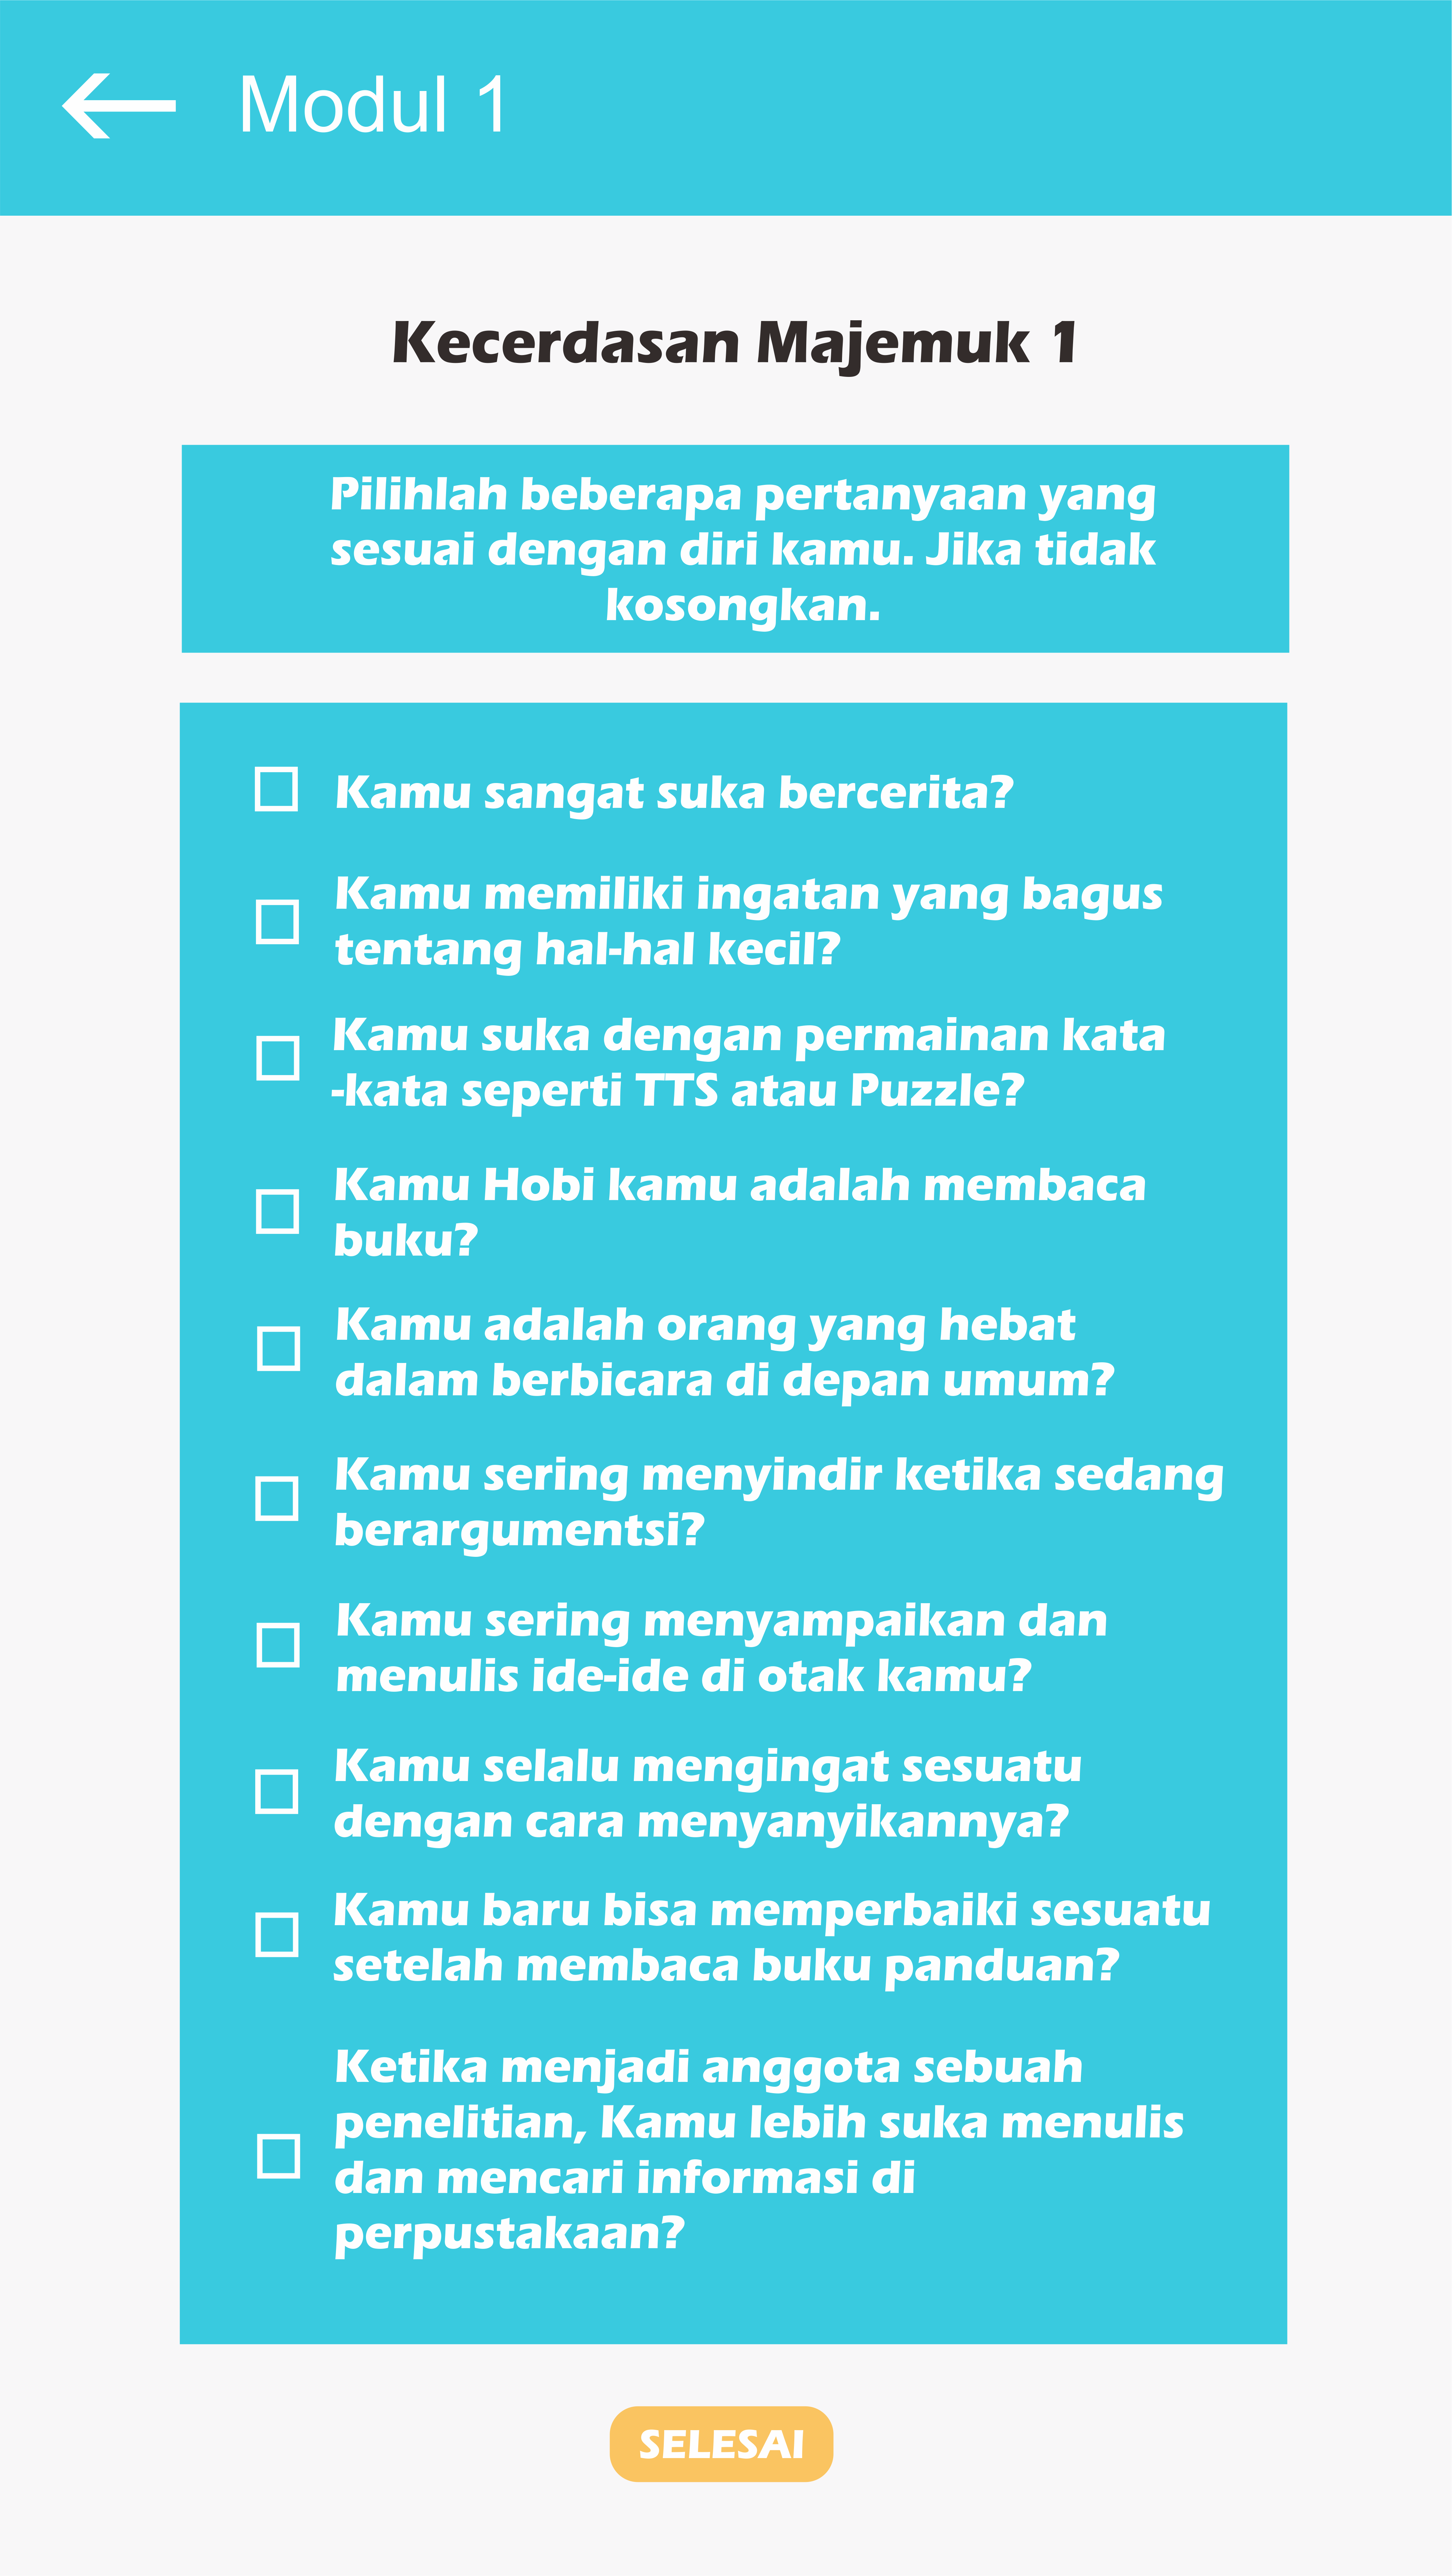 Modul 1
Kecerdasan Majemuk 1
Pilihlah beberapa pertanyaan yang
sesuai dengan diri kamu. Jika tidak
kosongkan.
Kamu sangat suka bercerita?
Kamu memiliki ingatan yang bagus
tentang hal-hal kecil?
Kamu suka dengan permainan kata
-kata seperti TTS atau Puzzle?
Kamu Hobi kamu adalah membaca
buku?
Kamu adalah orang yang hebat
dalam berbicara di depan umum?
Kamu sering menyindir ketika sedang
berargumentsi?
Kamu sering menyampaikan dan
menulis ide-ide di otak kamu?
Kamu selalu mengingat sesuatu
dengan cara menyanyikannya?
Kamu baru bisa memperbaiki sesuatu
setelah membaca buku panduan?
Ketika menjadi anggota sebuah
penelitian, Kamu lebih suka menulis
dan mencari informasi di
perpustakaan?
SELESAI